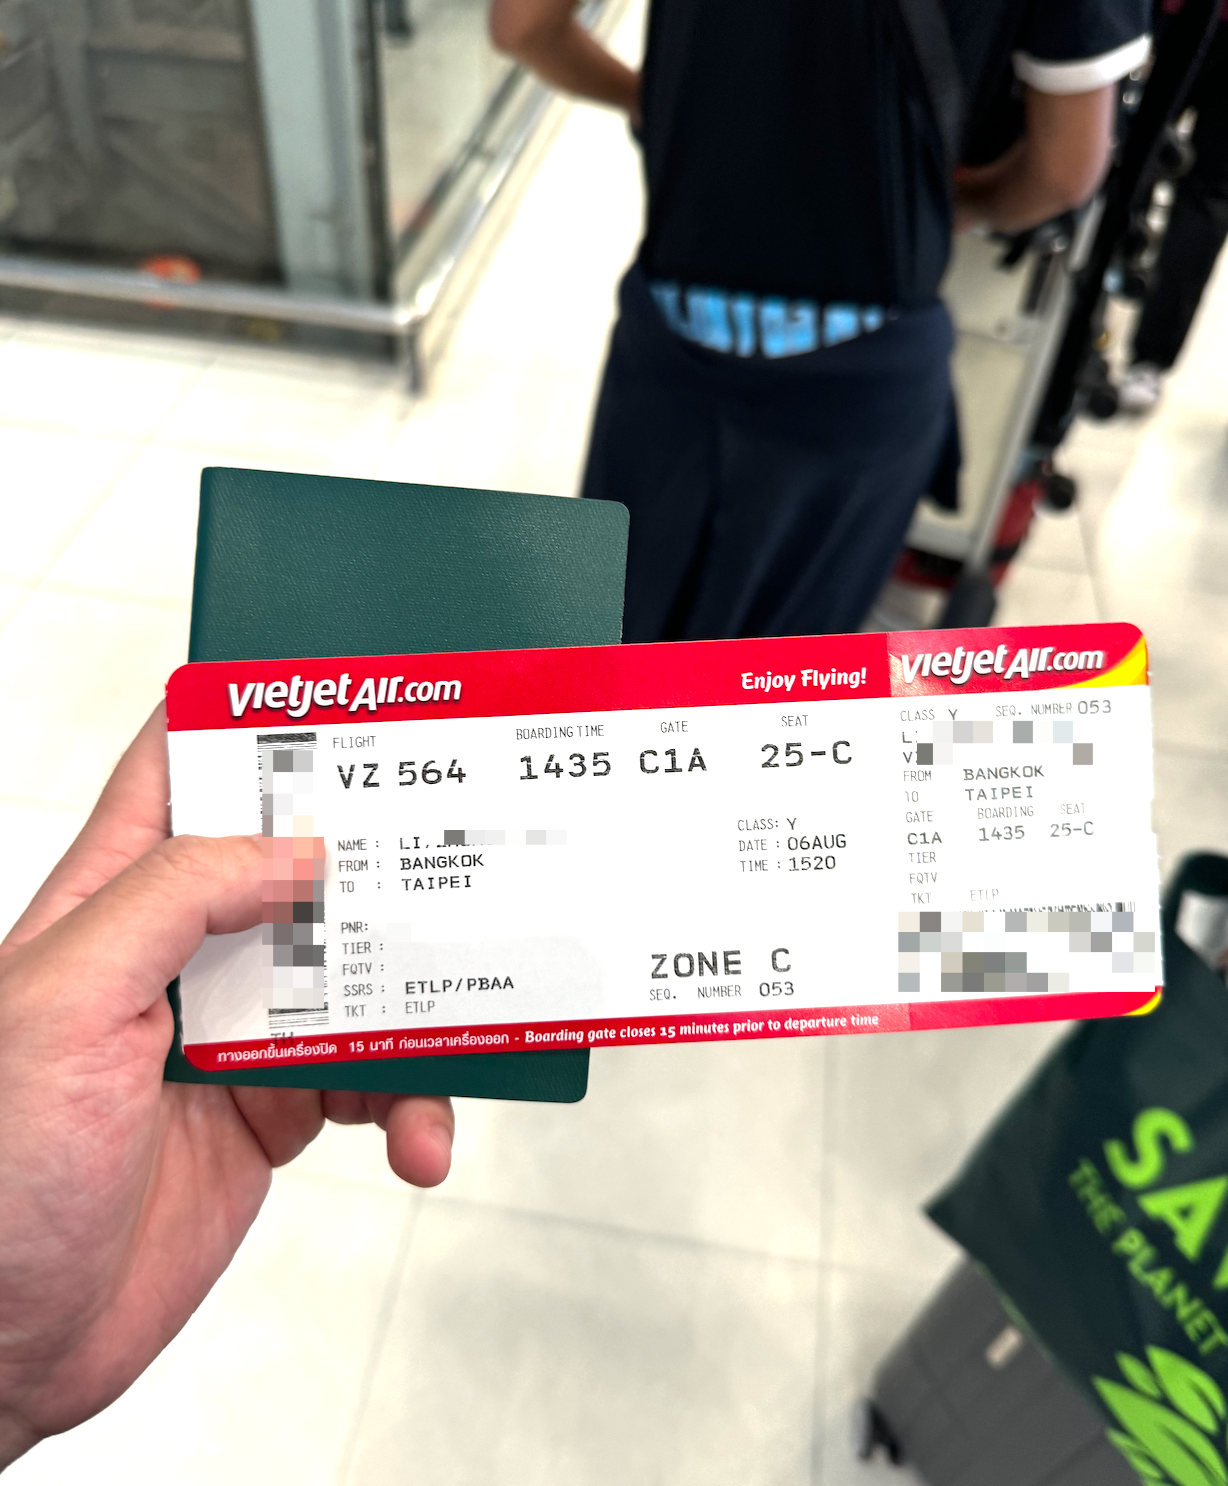 vietjetAir.com
Enjoy Flying!
FLIGHT
BOARDING TIME
GATE
SEAT
VZ 564
1435
C1A
25-C
NAME : LI,
FROM : BANGKOK
TO : TAIPEI
CLASS: Y
DATE : 06AUG
TIME : 1520
PNR:
TIER :
FQTV :
SSRS : ETLP/PBAA
TKT : ETLP
ZONE C
SEQ. NUMBER 053
TH
ทางออกขึ้นเครื่องปิด 15 นาที ก่อนเวลาเครื่องออก - Boarding gate closes 15 minutes prior to departure time
vietjetAir.com
CLASS Y SEQ. NUMBER 053
FROM BANGKOK
TO TAIPEI
GATE BOARDING SEAT
C1A 1435 25-C
TIER
FQTV
TKT ETLP
THE PLANET